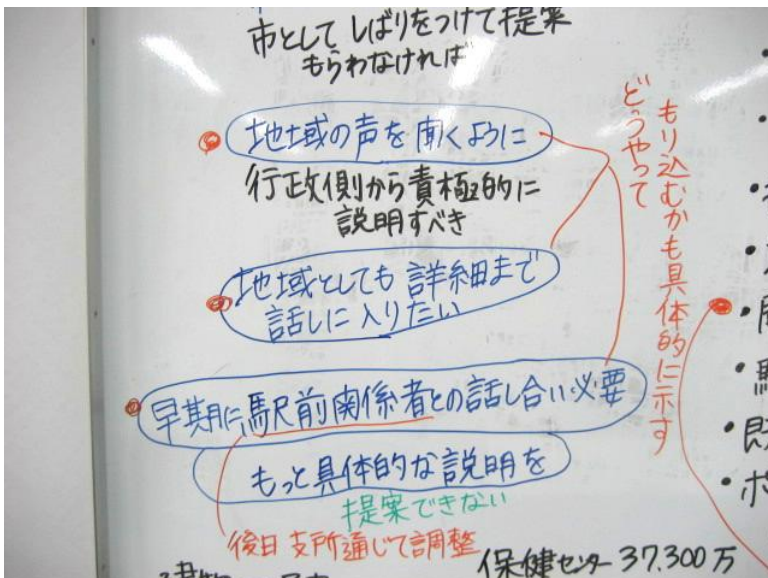 市として しばりをつけて提案
もらわなければ
地域の声を聞くように
行政側から責極的に
説明すべき
地域としても 詳細まで
話しに入りたい
早期に駅前関係者との話し合い必要
もっと具体的な説明を
提案できない
後日 支所通じて調整
保健センター 37.300万
どうやって
もり込むかも具体的に示す